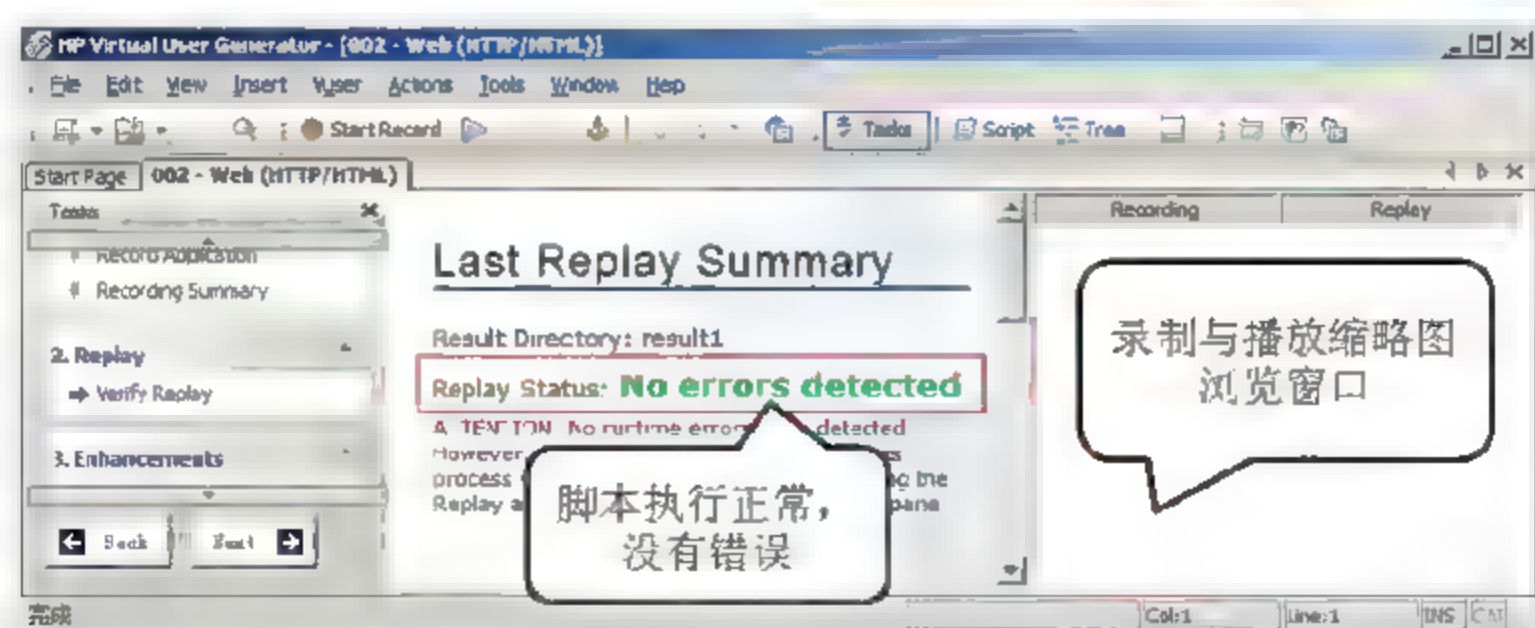 HP Virtual User Generator - [002 - Web (HTTP/HTML)]
File Edit View Insert Vuser Actions Tools Window Help
Start Record Tasks Script Tree
Start Page 002 - Web (HTTP/HTML)
Tasks
Record Application
Recording Summary
2. Replay
Verify Replay
3. Enhancements
Back Next
Last Replay Summary
Result Directory: result1
Replay Status: No errors detected
ATTENTION: No runtime detected
However
process
Replay
脚本执行正常，
没有错误
Recording Replay
录制与播放缩略图
浏览窗口
完成 Col:1 Line:1 INS